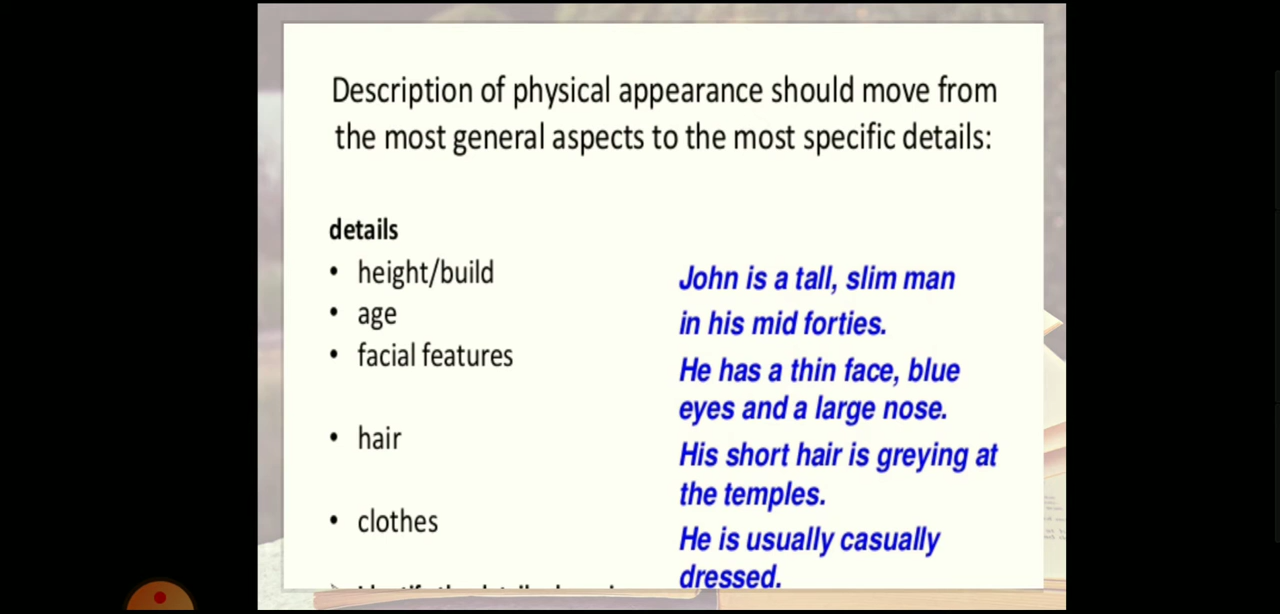 Description of physical appearance should move from
the most general aspects to the most specific details:
details
• height/build
• age
• facial features
• hair
• clothes
John is a tall, slim man
in his mid forties.
He has a thin face, blue
eyes and a large nose.
His short hair is greying at
the temples.
He is usually casually
dressed.